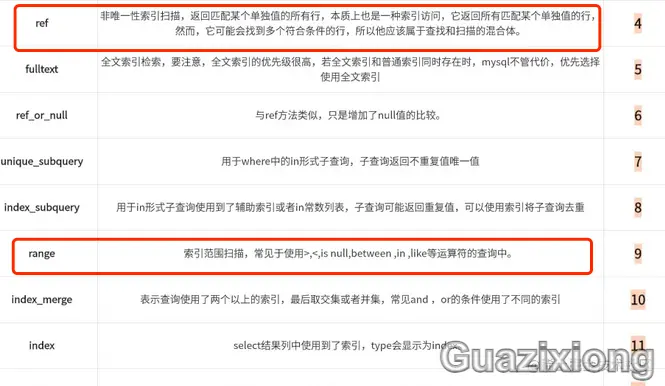 ref
非唯一性索引扫描，返回匹配某个单独值的所有行，本质上也是一种索引访问，它返回所有匹配某个单独值的行，
然而，它可能会找到多个符合条件的行，所以他应该属于查找和扫描的混合体。
4
fulltext
全文索引检索，要注意，全文索引的优先级很高，若全文索引和普通索引同时存在时，mysql不管代价，优先选择
使用全文索引
5
ref_or_null
与ref方法类似，只是增加了null值的比较。
6
unique_subquery
用于where中的in形式子查询，子查询返回不重复值唯一值
7
index_subquery
用于in形式子查询使用到了辅助索引或者in常数列表，子查询可能返回重复值，可以使用索引将子查询去重
8
range
索引范围扫描，常见于使用>,<,is null,between ,in ,like等运算符的查询中。
9
index_merge
表示查询使用了两个以上的索引，最后取交集或者并集，常见and ，or的条件使用了不同的索引
10
index
select结果列中使用到了索引，type会显示为index。
11
Guazixiong